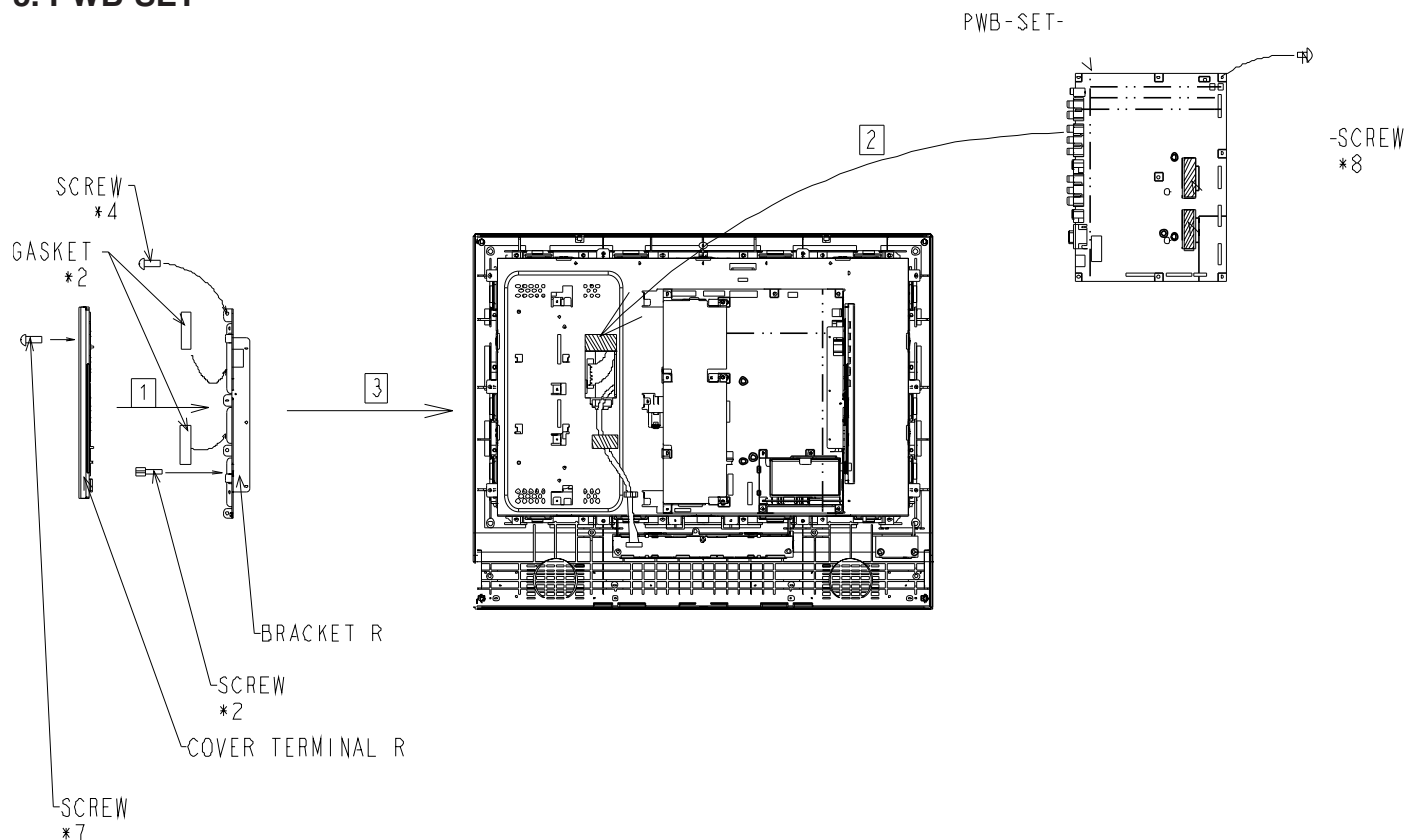 PWB-SET-
2
-SCREW
*8
SCREW
*4
GASKET
*2
1
3
BRACKET R
SCREW
*2
COVER TERMINAL R
SCREW
*7